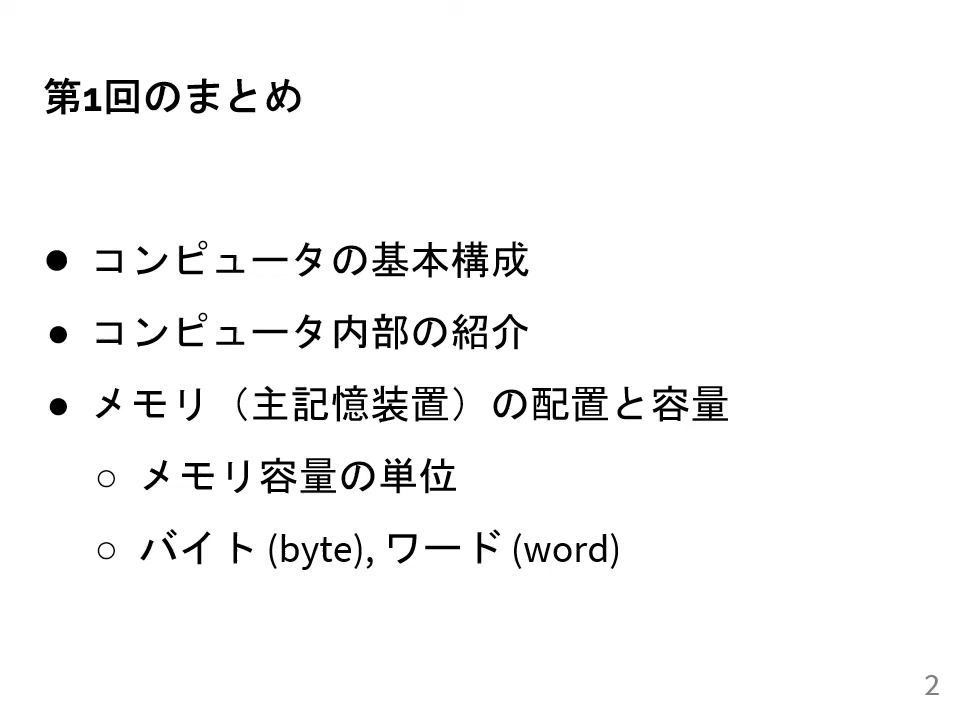 第1回のまとめ
● コンピュータの基本構成
● コンピュータ内部の紹介
● メモリ（主記憶装置）の配置と容量
○ メモリ容量の単位
○ バイト (byte), ワード (word)
2